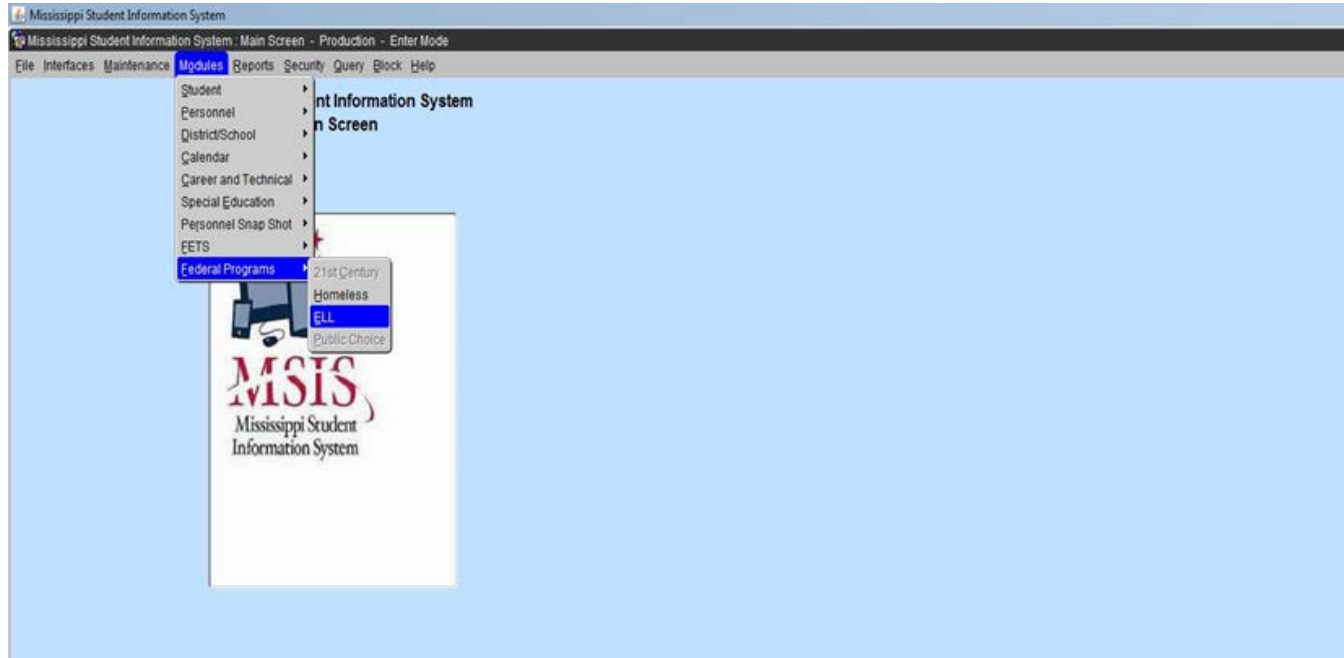 Mississippi Student Information System
Mississippi Student Information System : Main Screen - Production - Enter Mode
File Interfaces Maintenance Modules Reports Security Query Block Help
Student
nt Information System
Personnel
n Screen
District/School
Calendar
Career and Technical
Special Education
Personnel Snap Shot
FETS
Federal Programs
21st Century
Homeless
ELL
Public Choice
MSIS
Mississippi Student
Information System